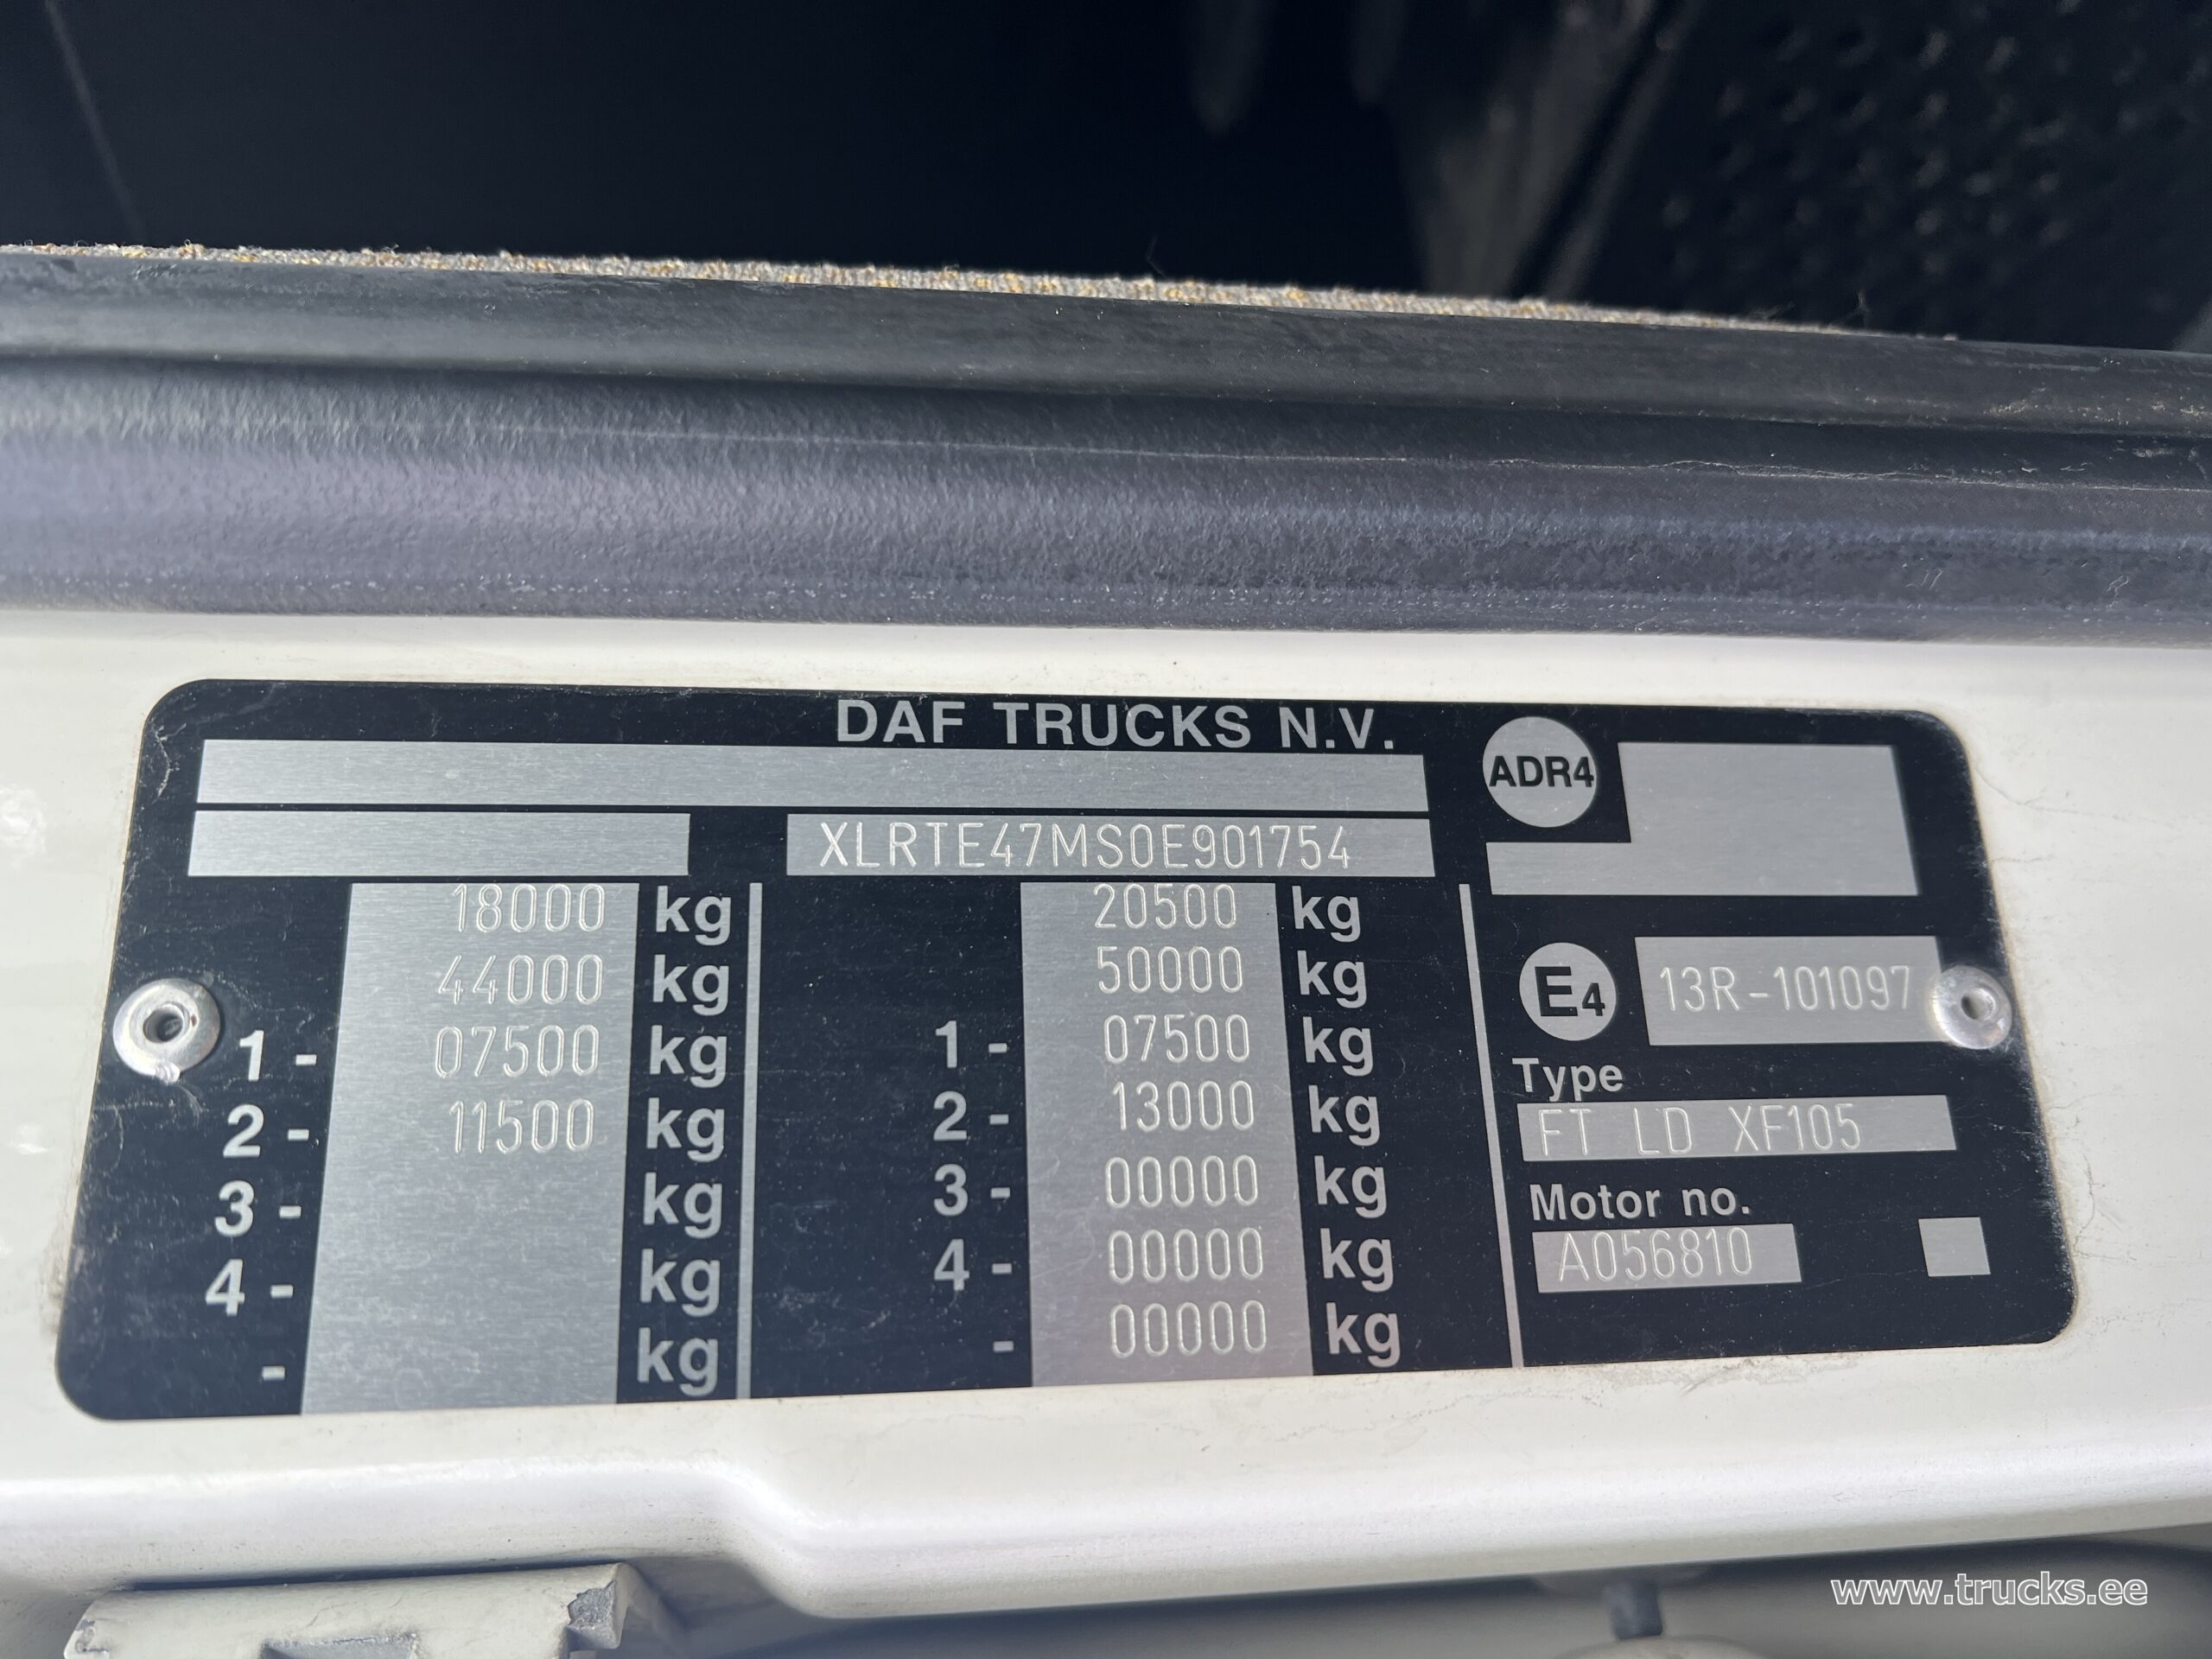 DAF TRUCKS N.V.
ADR4
XLRTE47MS0E901754
18000 kg 20500 kg
44000 kg 50000 kg
1 - 07500 kg 1 - 07500 kg
2 - 11500 kg 2 - 13000 kg
3 - kg 3 - 00000 kg
4 - kg 4 - 00000 kg
- kg - 00000 kg
E4 13R-101097
Type
FT LD XF105
Motor no.
A056810
www.trucks.ee